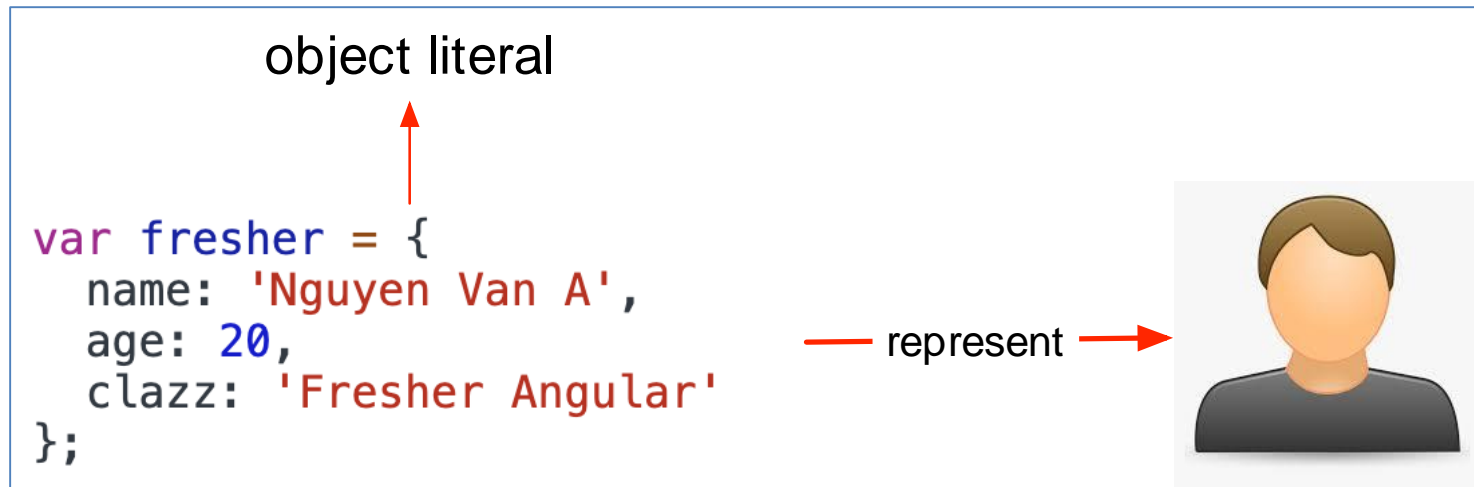 object literal
var fresher = {
  name: 'Nguyen Van A',
  age: 20,
  clazz: 'Fresher Angular'
};
represent